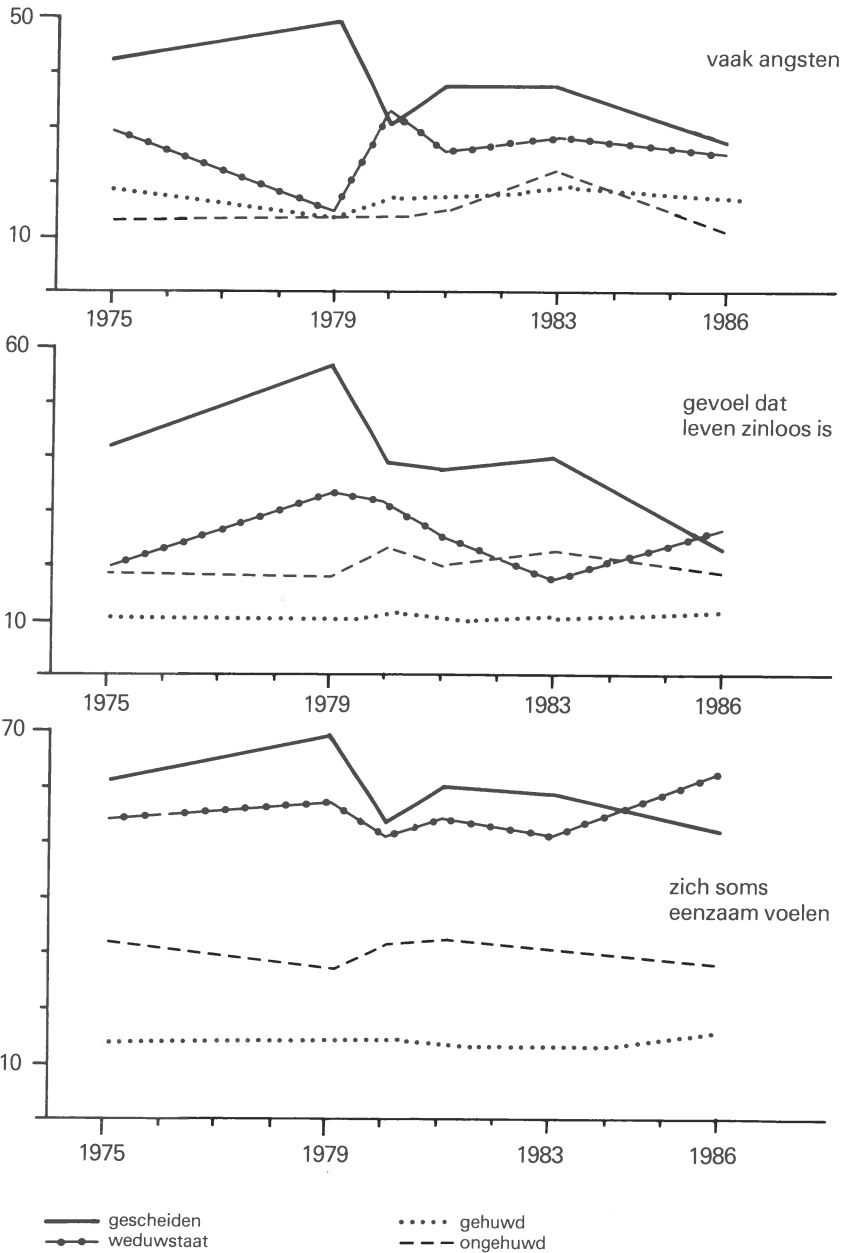 50
vaak angsten
10
1975 1979 1983 1986
60
gevoel dat
leven zinloos is
10
1975 1979 1983 1986
70
zich soms
eenzaam voelen
10
1975 1979 1983 1986
gescheiden gehuwd
weduwstaat ongehuwd